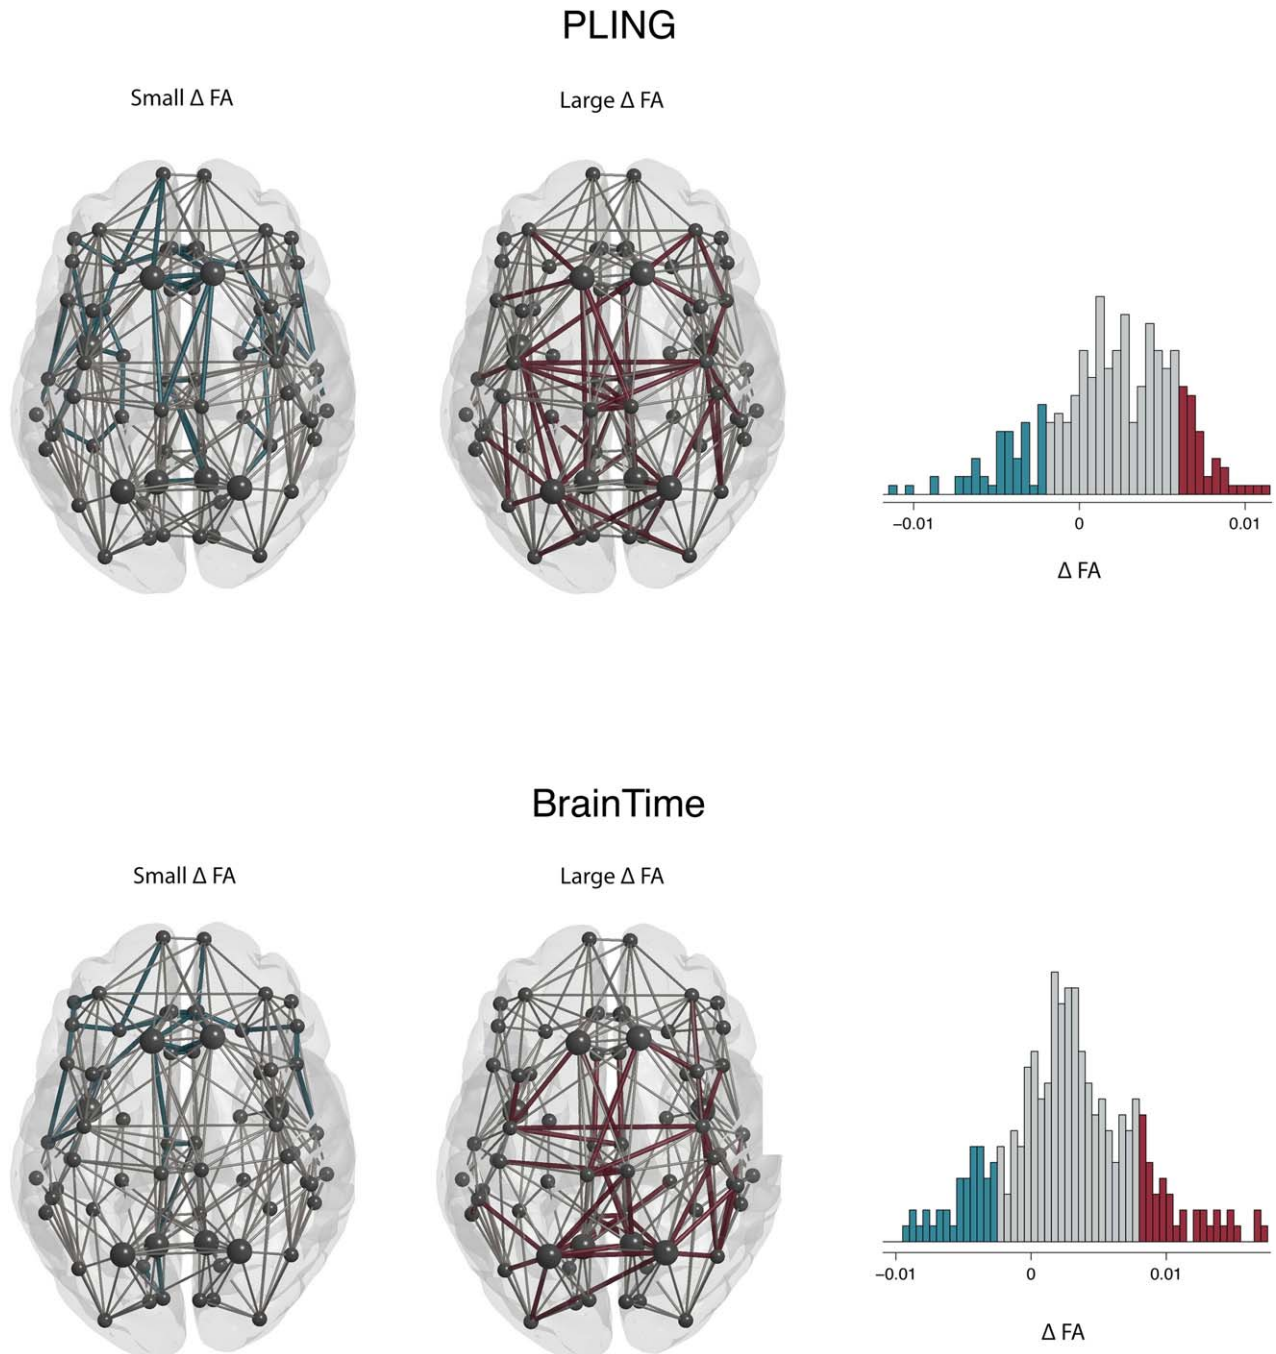 PLING
Small Δ FA
Large Δ FA
−0.01
0
0.01
Δ FA
BrainTime
Small Δ FA
Large Δ FA
−0.01
0
0.01
Δ FA